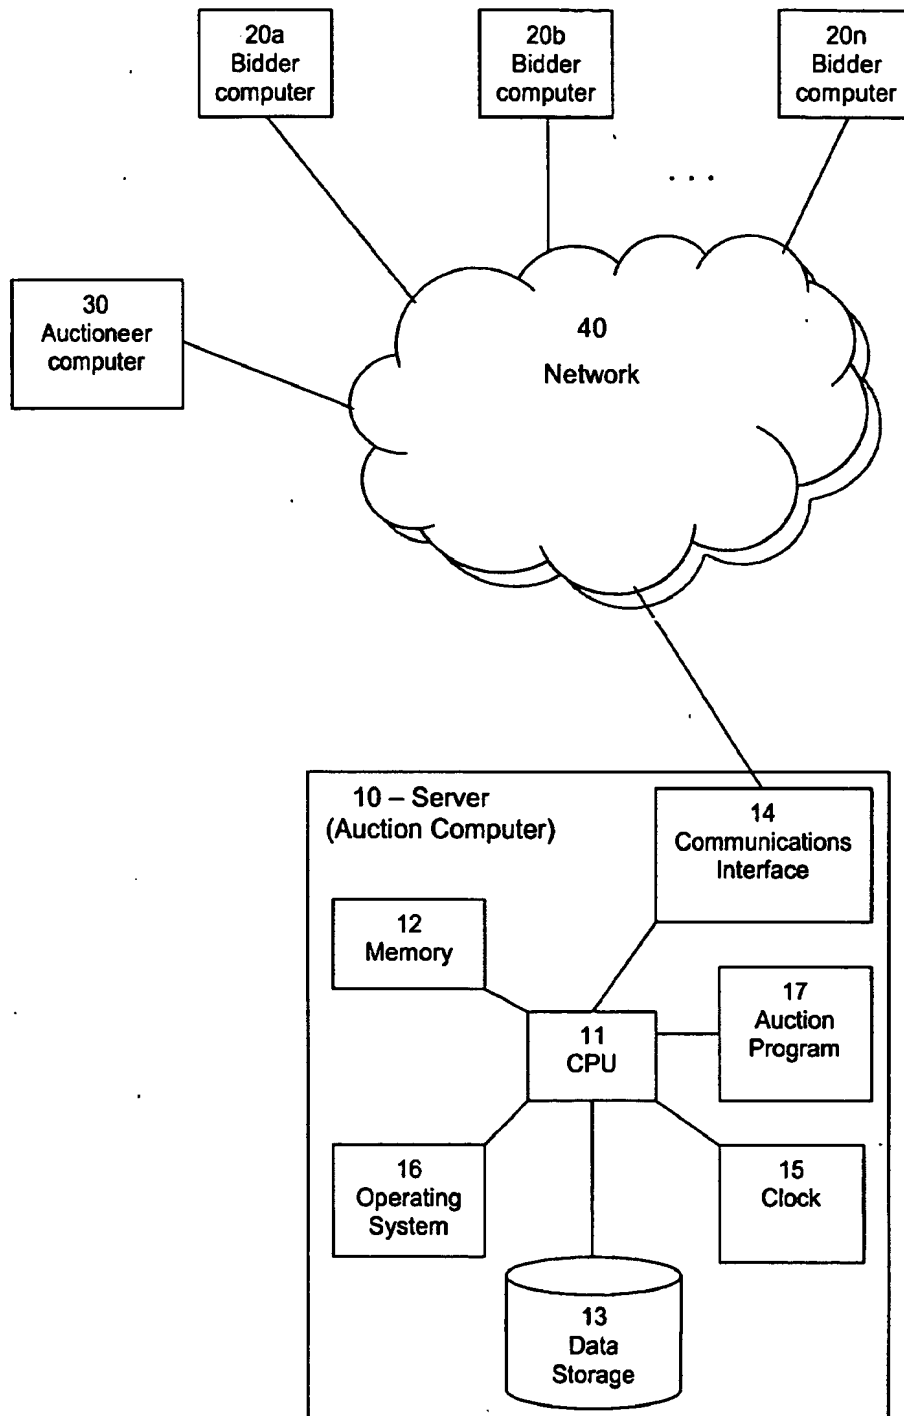 20a
Bidder
computer
20b
Bidder
computer
20n
Bidder
computer
. . .
30
Auctioneer
computer
40
Network
10 – Server
(Auction Computer)
14
Communications
Interface
12
Memory
17
Auction
Program
11
CPU
16
Operating
System
15
Clock
13
Data
Storage